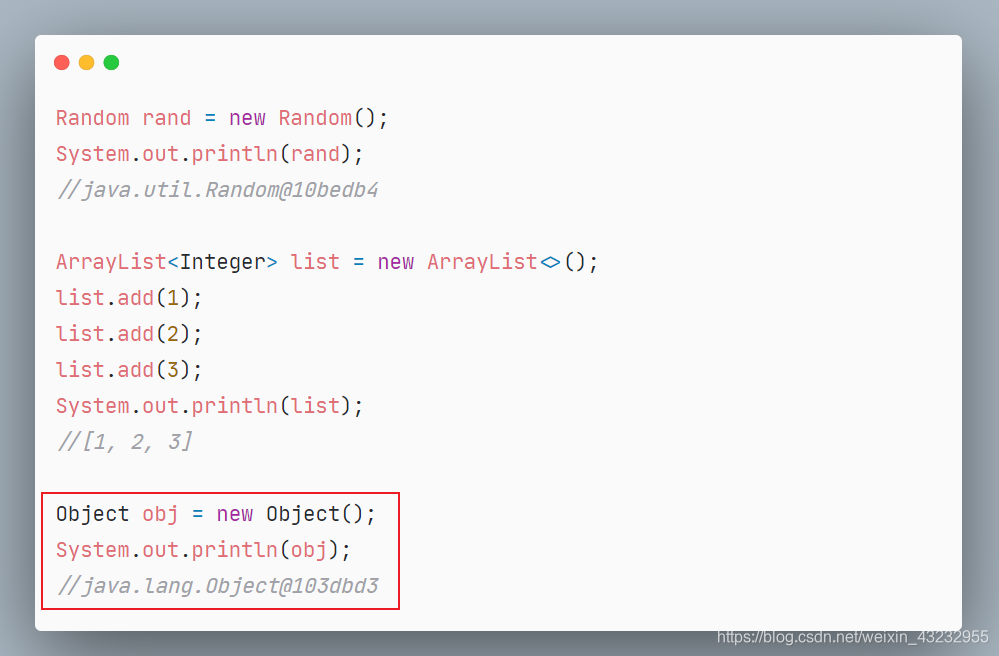 Random rand = new Random();
System.out.println(rand);
//java.util.Random@10bedb4
ArrayList<Integer> list = new ArrayList<>();
list.add(1);
list.add(2);
list.add(3);
System.out.println(list);
//[1, 2, 3]
Object obj = new Object();
System.out.println(obj);
//java.lang.Object@103dbd3
https://blog.csdn.net/weixin_43232955